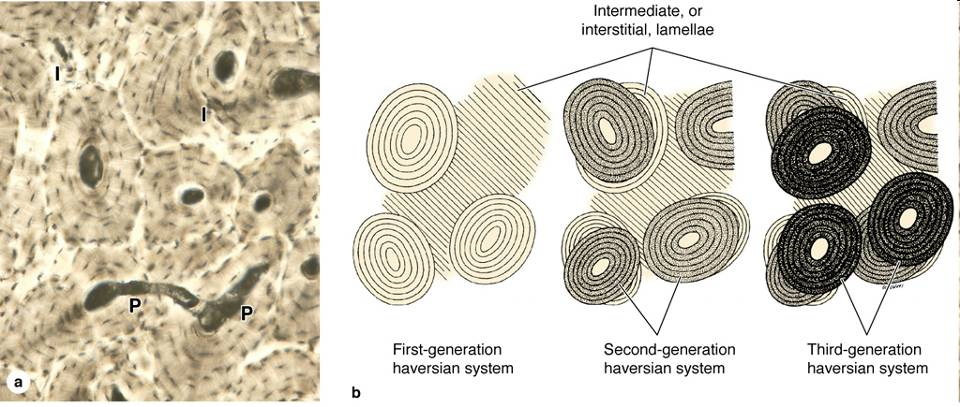 I
I
P
P
a
Intermediate, or
interstitial, lamellae
First-generation
haversian system
Second-generation
haversian system
Third-generation
haversian system
b